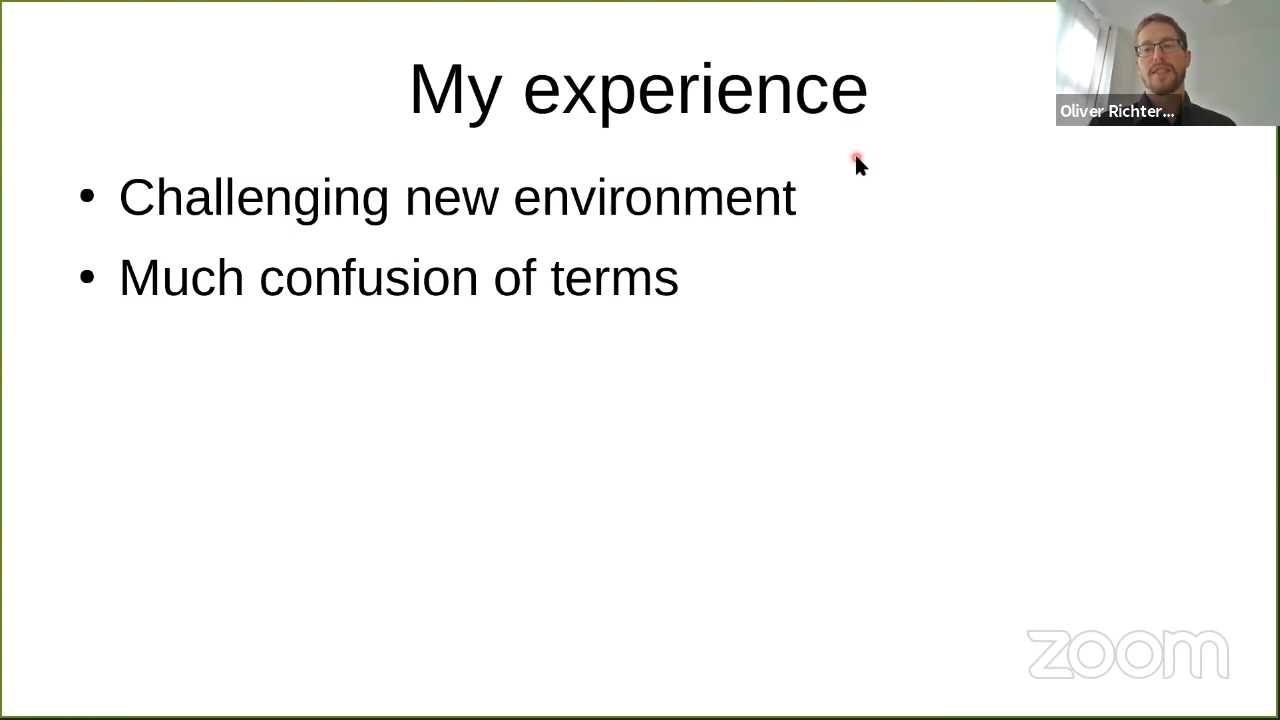 My experience
Oliver Richter...
• Challenging new environment
• Much confusion of terms
zoom